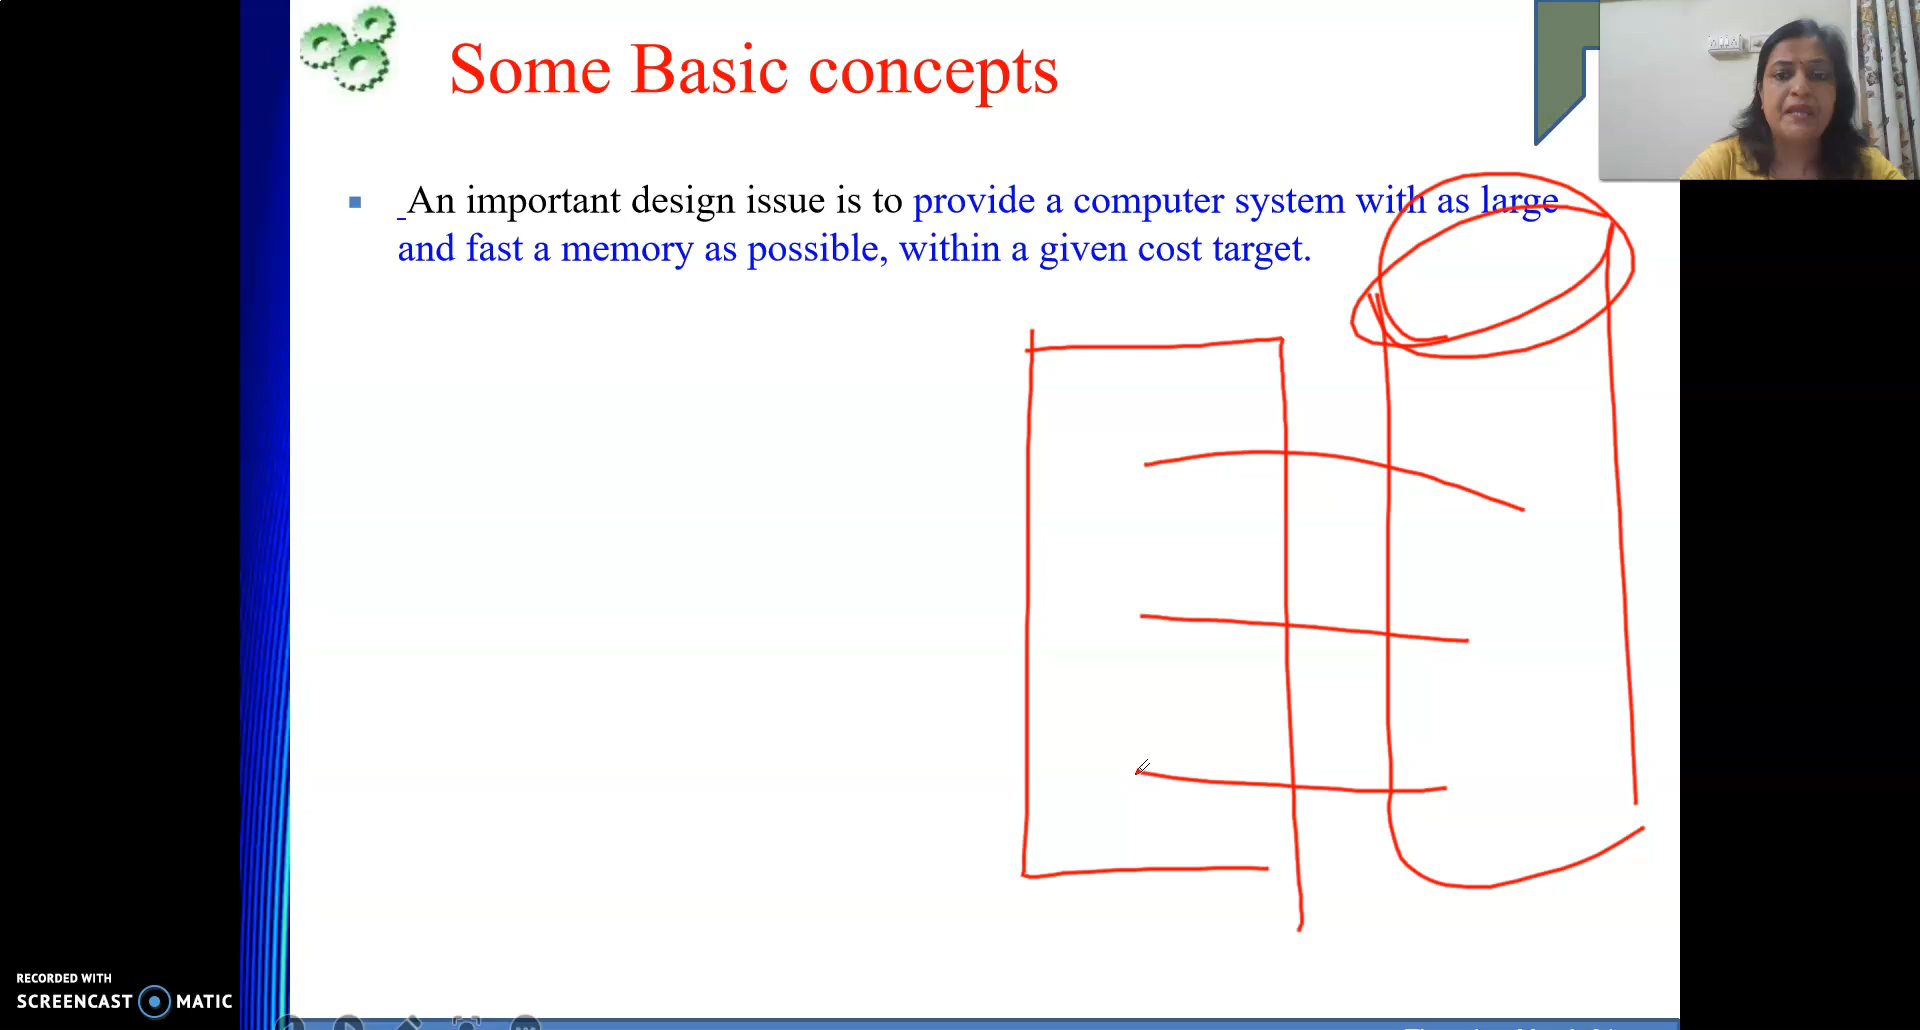 Some Basic concepts
An important design issue is to provide a computer system with as large
and fast a memory as possible, within a given cost target.
RECORDED WITH
SCREENCAST MATIC